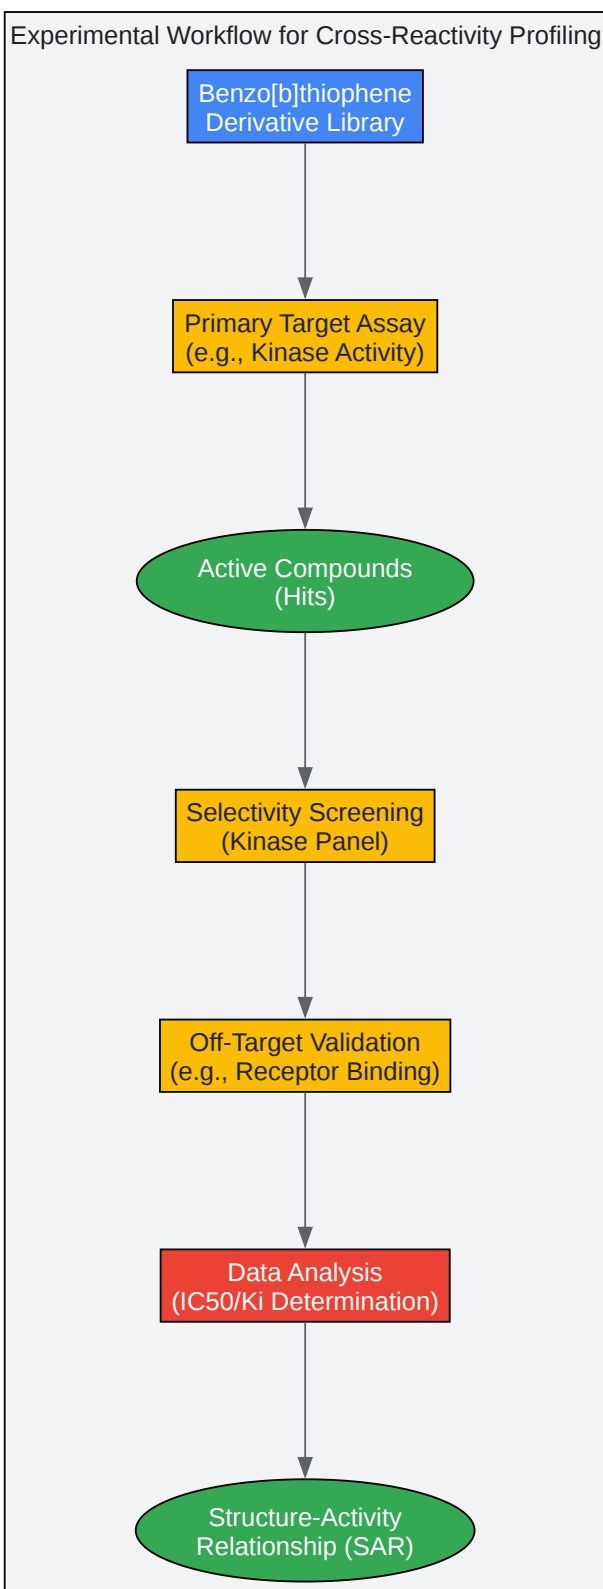 Experimental Workflow for Cross-Reactivity Profiling
Benzo[b]thiophene
Derivative Library
Primary Target Assay
(e.g., Kinase Activity)
Active Compounds
(Hits)
Selectivity Screening
(Kinase Panel)
Off-Target Validation
(e.g., Receptor Binding)
Data Analysis
(IC50/Ki Determination)
Structure-Activity
Relationship (SAR)